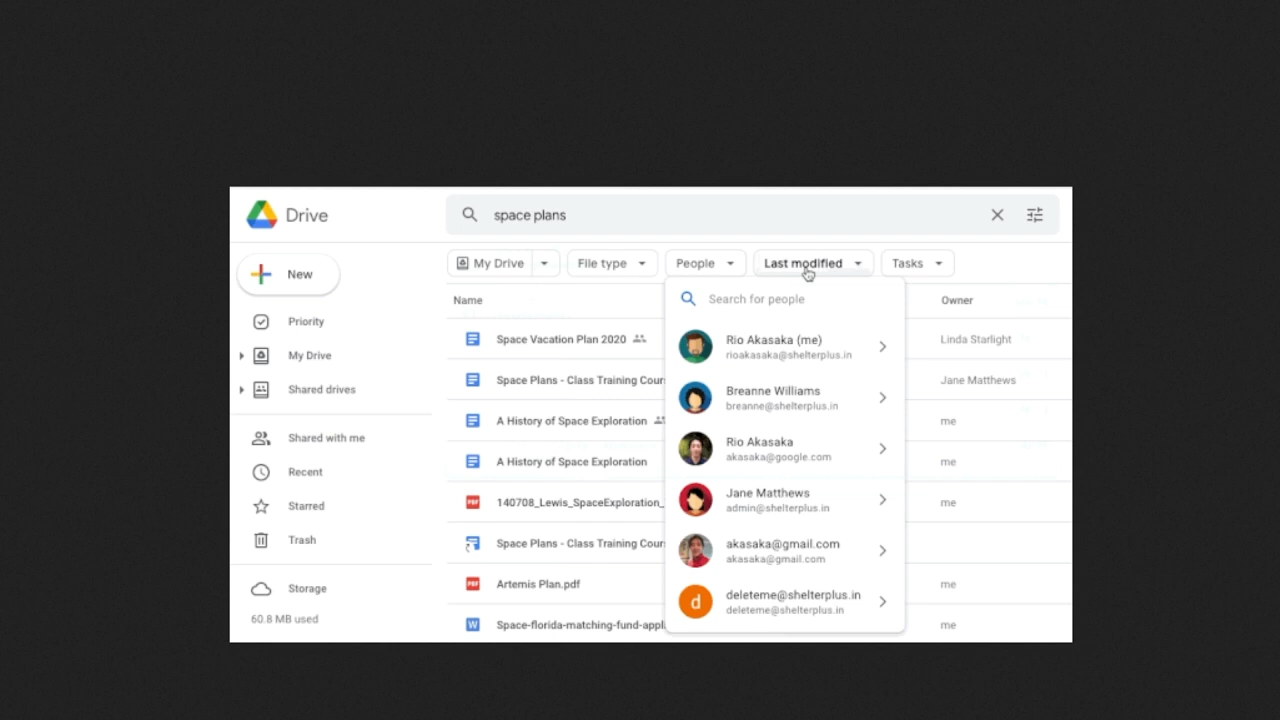 Drive
space plans
New
My Drive
File type
People
Last modified
Tasks
Priority
My Drive
Shared drives
Shared with me
Recent
Starred
Trash
Storage
60.8 MB used
Name
Owner
Space Vacation Plan 2020
Linda Starlight
Space Plans - Class Training
Jane Matthews
A History of Space Exploration
me
A History of Space Exploration
me
140708_Lewis_SpaceExploration_
me
Space Plans - Class Training
Artemis Plan.pdf
me
Space-florida-matching-fund-appl
me
Search for people
Rio Akasaka (me)
rioakasaka@shelterplus.in
Breanne Williams
breanne@shelterplus.in
Rio Akasaka
akasaka@google.com
Jane Matthews
admin@shelterplus.in
akasaka@gmail.com
akasaka@gmail.com
d
deleteme@shelterplus.in
deleteme@shelterplus.in